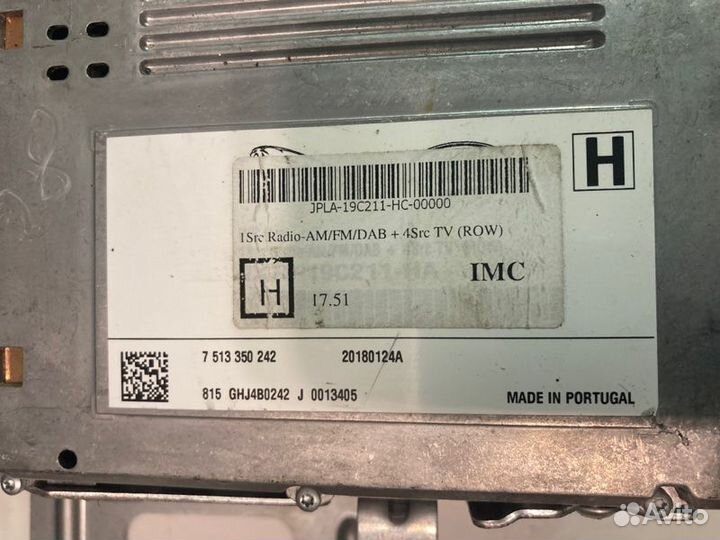 H
JPLA-19C211-HC-00000
1Src Radio-AM/FM/DAB + 4Src TV (ROW)
H
17.51
IMC
7 513 350 242
20180124A
815 GHJ4B0242 J 0013405
MADE IN PORTUGAL
Avito